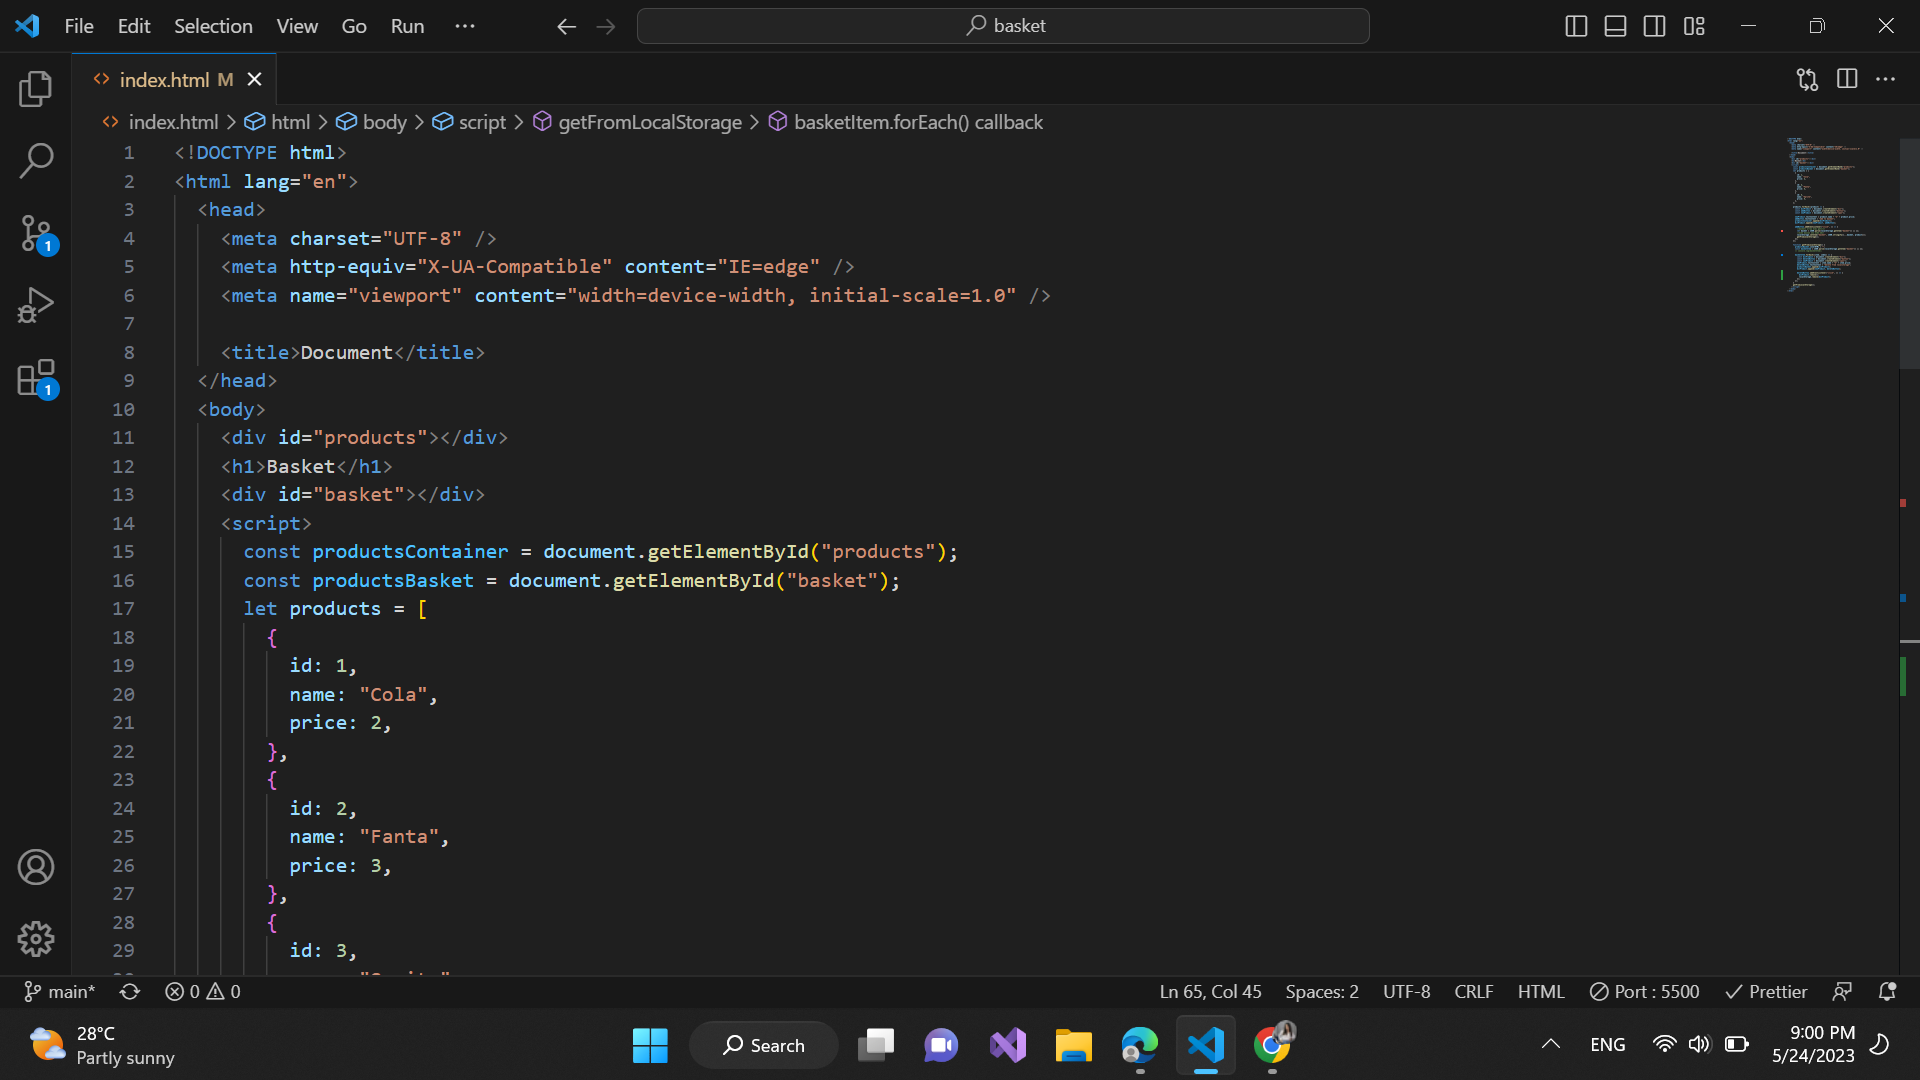 File Edit Selection View Go Run ··· basket
index.html M
index.html > html > body > script > getFromLocalStorage > basketItem.forEach() callback
1 <!DOCTYPE html>
2 <html lang="en">
3 <head>
4 <meta charset="UTF-8" />
5 <meta http-equiv="X-UA-Compatible" content="IE=edge" />
6 <meta name="viewport" content="width=device-width, initial-scale=1.0" />
7
8 <title>Document</title>
9 </head>
10 <body>
11 <div id="products"></div>
12 <h1>Basket</h1>
13 <div id="basket"></div>
14 <script>
15 const productsContainer = document.getElementById("products");
16 const productsBasket = document.getElementById("basket");
17 let products = [
18 {
19 id: 1,
20 name: "Cola",
21 price: 2,
22 },
23 {
24 id: 2,
25 name: "Fanta",
26 price: 3,
27 },
28 {
29 id: 3,
1
1
main* 0 0 Ln 65, Col 45 Spaces: 2 UTF-8 CRLF HTML Port : 5500 Prettier
28°C
Partly sunny
Search
ENG
9:00 PM
5/24/2023